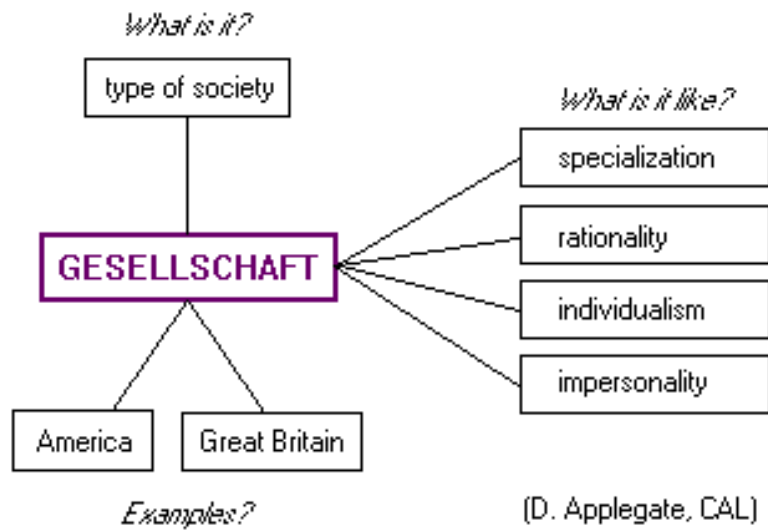 What is it?
type of society
What is it like?
specialization
rationality
GESELLSCHAFT
individualism
impersonality
America
Great Britain
Examples?
(D. Applegate, CAL)